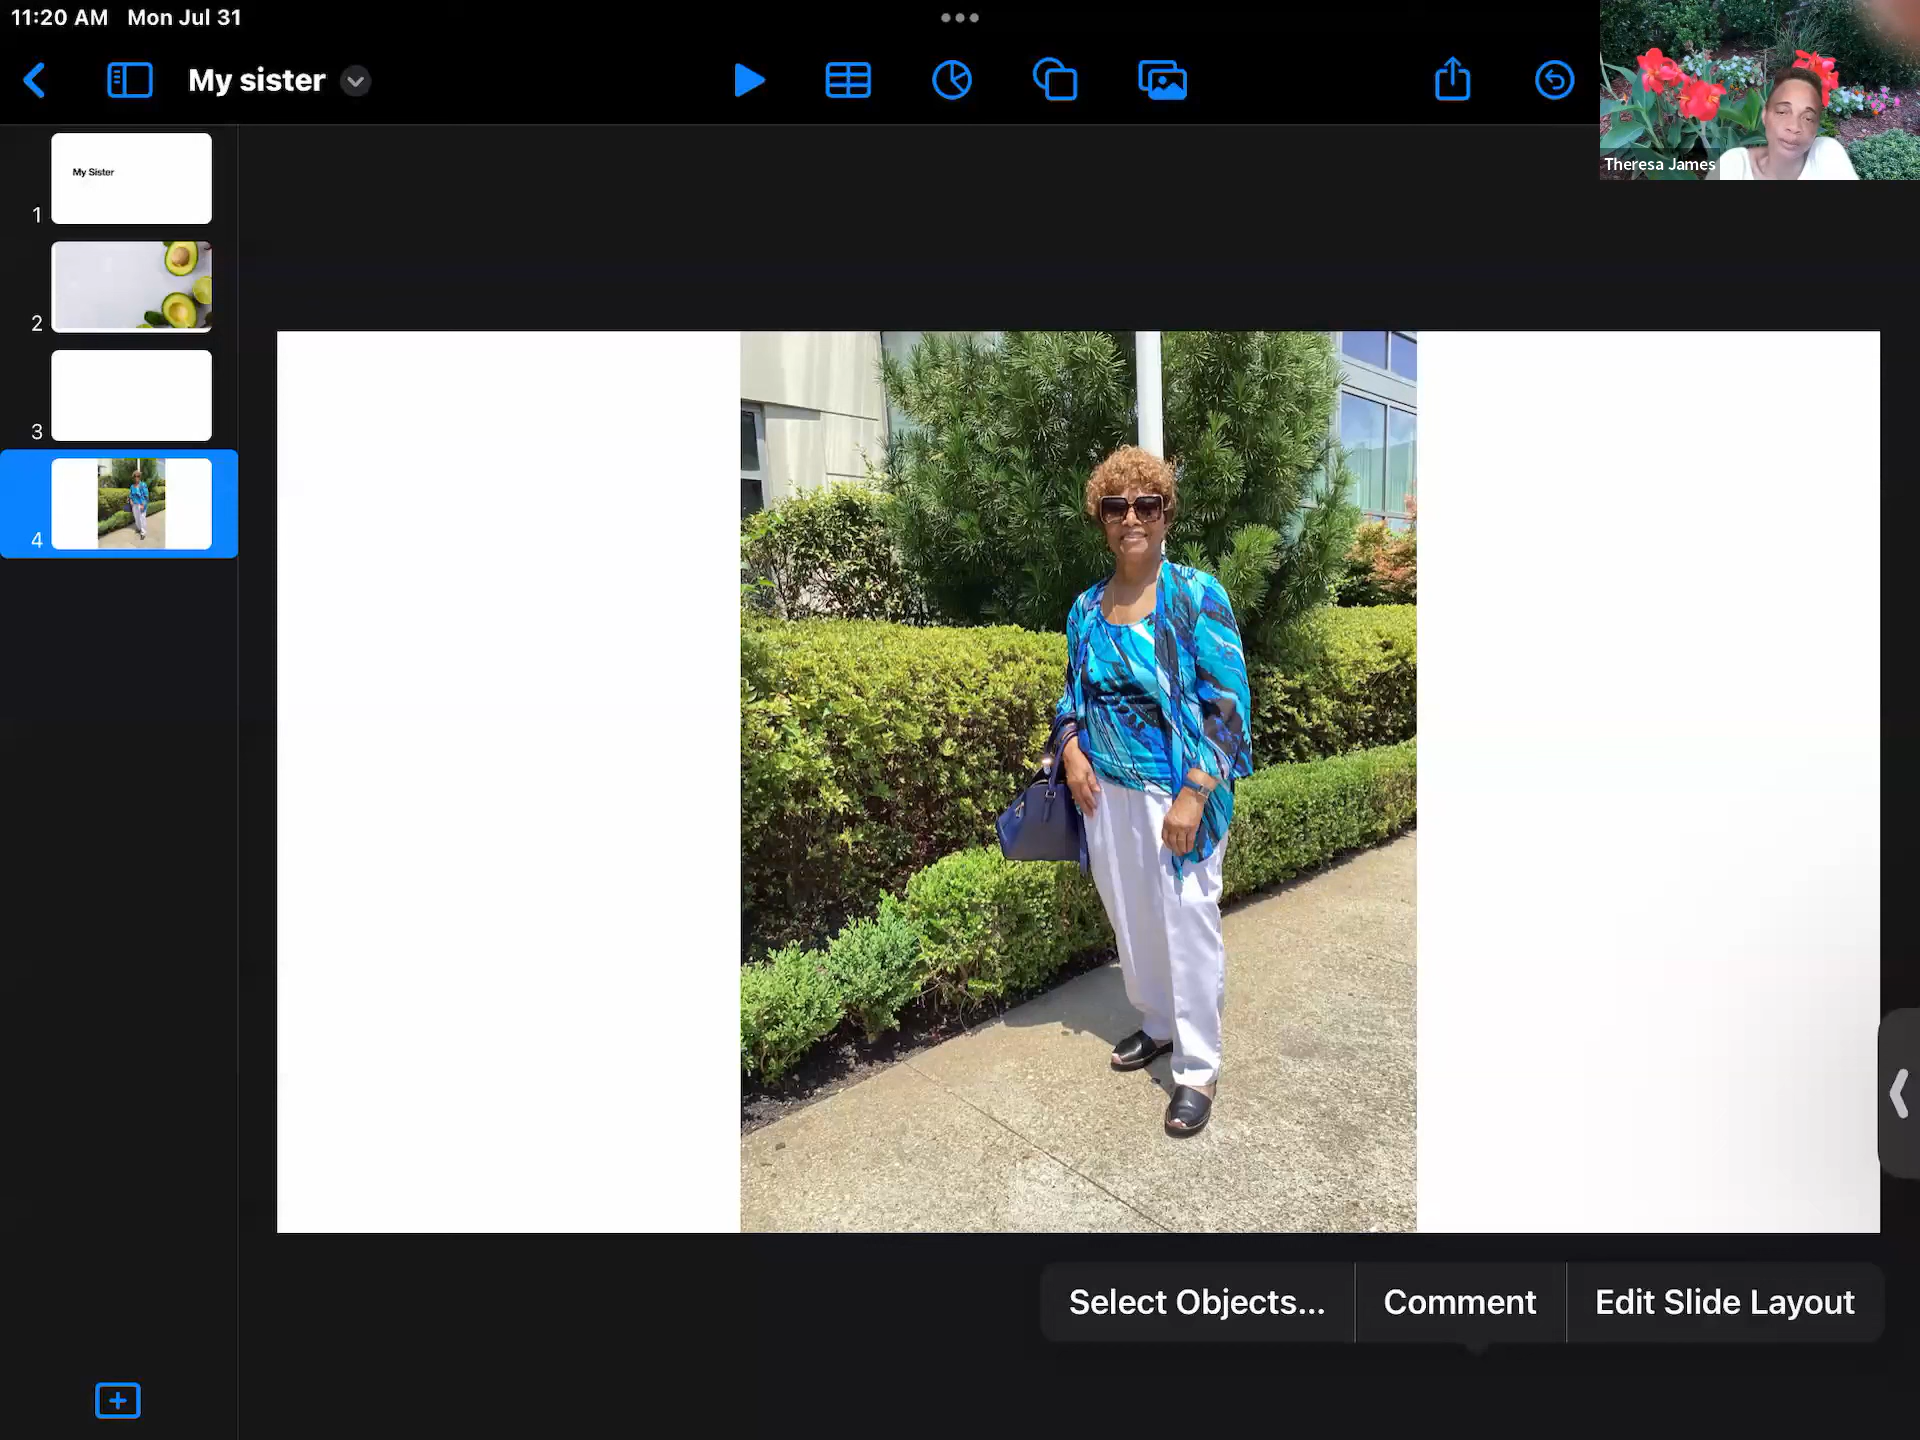 11:20 AM Mon Jul 31
My sister
Theresa James
My Sister
1
2
3
4
Select Objects...
Comment
Edit Slide Layout